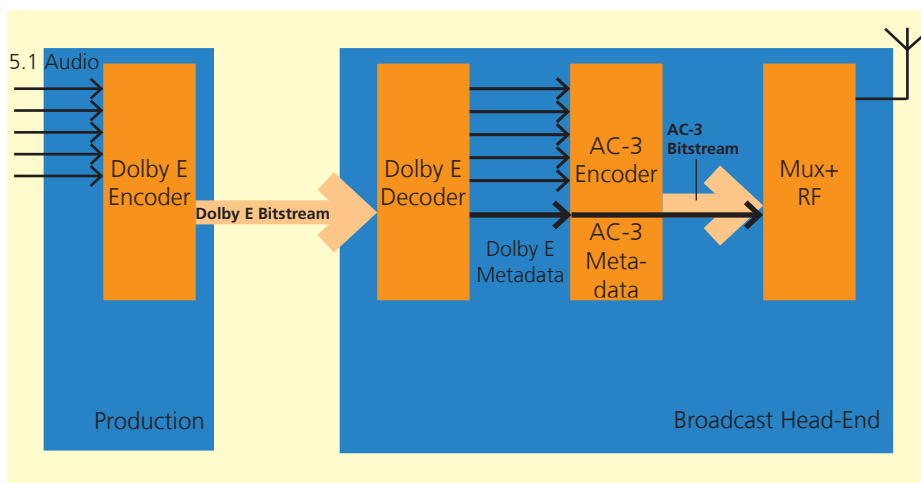 5.1 Audio
Dolby E
Encoder
Dolby E Bitstream
Production
Dolby E
Decoder
Dolby E
Metadata
AC-3
Encoder
AC-3
Meta-
data
AC-3
Bitstream
Mux+
RF
Broadcast Head-End